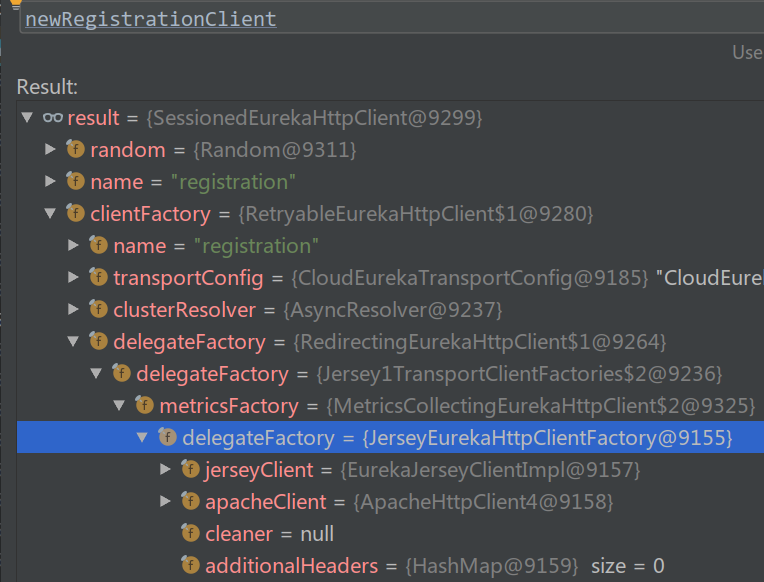 newRegistrationClient
Use
Result:
result = {SessionedEurekaHttpClient@9299}
f random = {Random@9311}
f name = "registration"
f clientFactory = {RetryableEurekaHttpClient$1@9280}
f name = "registration"
f transportConfig = {CloudEurekaTransportConfig@9185} "CloudEurek
f clusterResolver = {AsyncResolver@9237}
f delegateFactory = {RedirectingEurekaHttpClient$1@9264}
f delegateFactory = {Jersey1TransportClientFactories$2@9236}
f metricsFactory = {MetricsCollectingEurekaHttpClient$2@9325}
f delegateFactory = {JerseyEurekaHttpClientFactory@9155}
f jerseyClient = {EurekaJerseyClientImpl@9157}
f apacheClient = {ApacheHttpClient4@9158}
f cleaner = null
f additionalHeaders = {HashMap@9159} size = 0